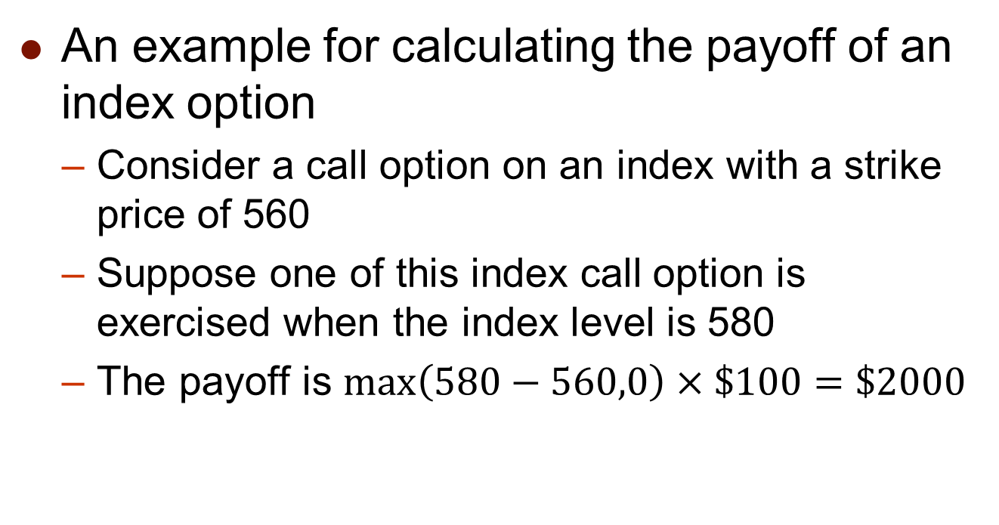 ● An example for calculating the payoff of an
index option
– Consider a call option on an index with a strike
price of 560
– Suppose one of this index call option is
exercised when the index level is 580
– The payoff is max(580 − 560,0) × $100 = $2000